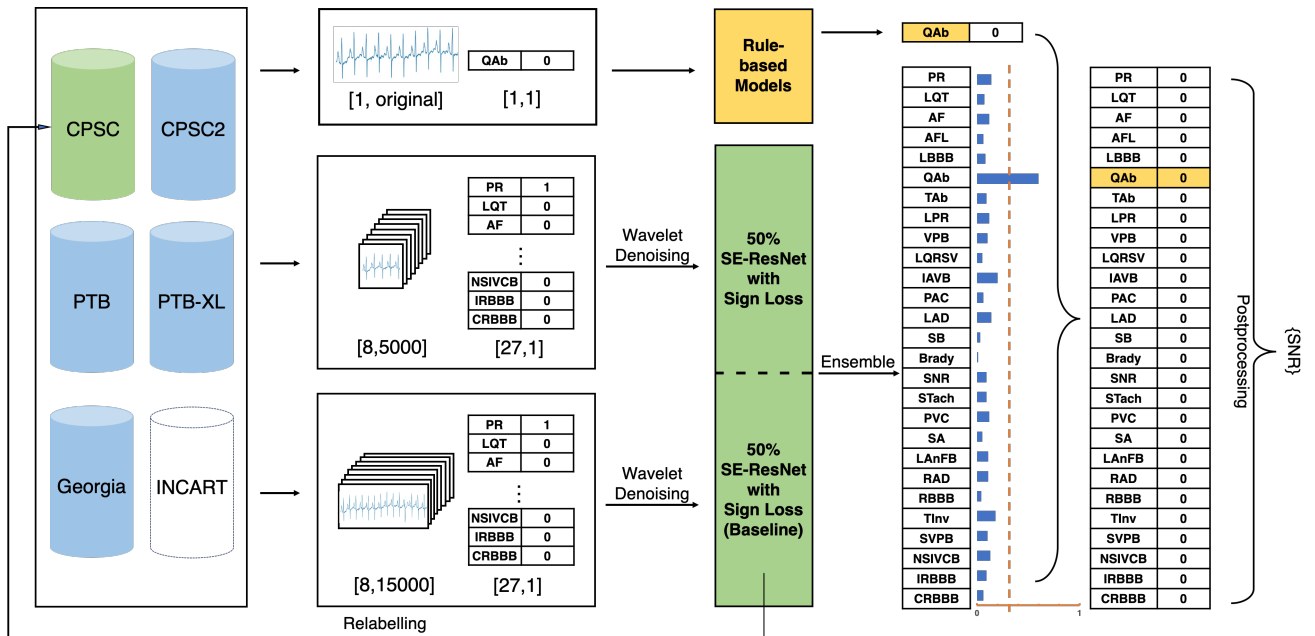 CPSC
CPSC2
PTB
PTB-XL
Georgia
INCART
QAb 0
[1, original] [1,1]
PR 1
LQT 0
AF 0
⋮
NSIVCB 0
IRBBB 0
CRBBB 0
[8,5000] [27,1]
PR 1
LQT 0
AF 0
⋮
NSIVCB 0
IRBBB 0
CRBBB 0
[8,15000] [27,1]
Relabelling
Wavelet
Denoising
Wavelet
Denoising
Rule-
based
Models
50%
SE-ResNet
with
Sign Loss
50%
SE-ResNet
with
Sign Loss
(Baseline)
Ensemble
QAb 0
PR
LQT
AF
AFL
LBBB
QAb
TAb
LPR
VPB
LQRSV
IAVB
PAC
LAD
SB
Brady
SNR
STach
PVC
SA
LAnFB
RAD
RBBB
TInv
SVPB
NSIVCB
IRBBB
CRBBB
0 1
PR 0
LQT 0
AF 0
AFL 0
LBBB 0
QAb 0
TAb 0
LPR 0
VPB 0
LQRSV 0
IAVB 0
PAC 0
LAD 0
SB 0
Brady 0
SNR 0
STach 0
PVC 0
SA 0
LAnFB 0
RAD 0
RBBB 0
TInv 0
SVPB 0
NSIVCB 0
IRBBB 0
CRBBB 0
Postprocessing
{SNR}